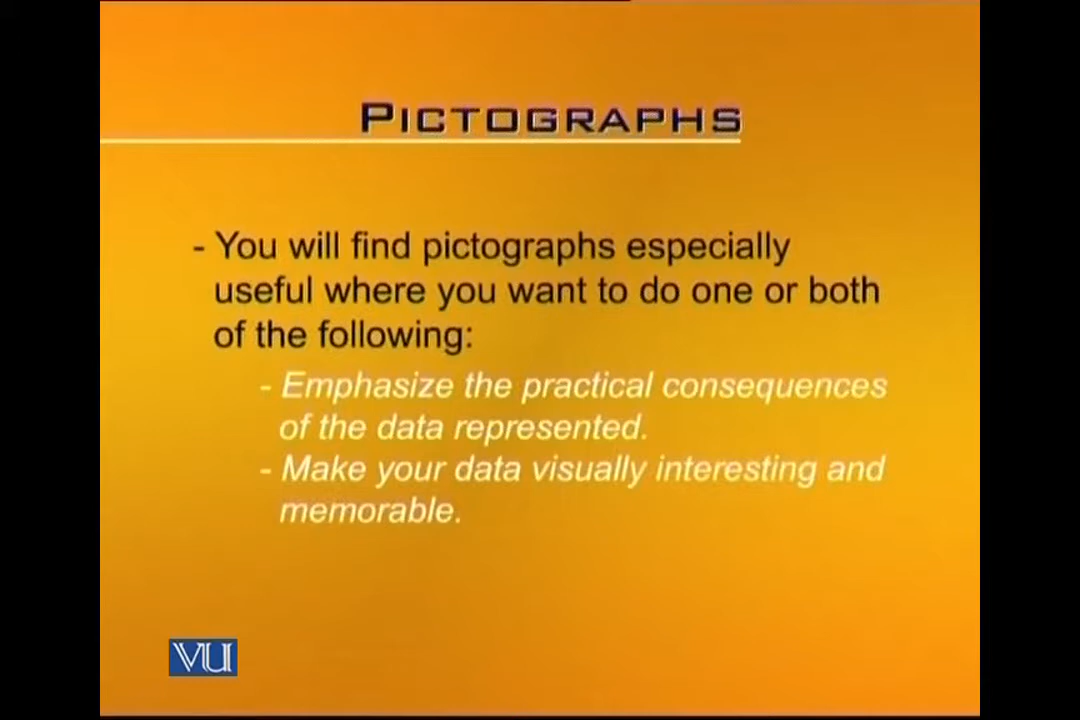 PICTOGRAPHS
- You will find pictographs especially
useful where you want to do one or both
of the following:
- Emphasize the practical consequences
of the data represented.
- Make your data visually interesting and
memorable.
VU